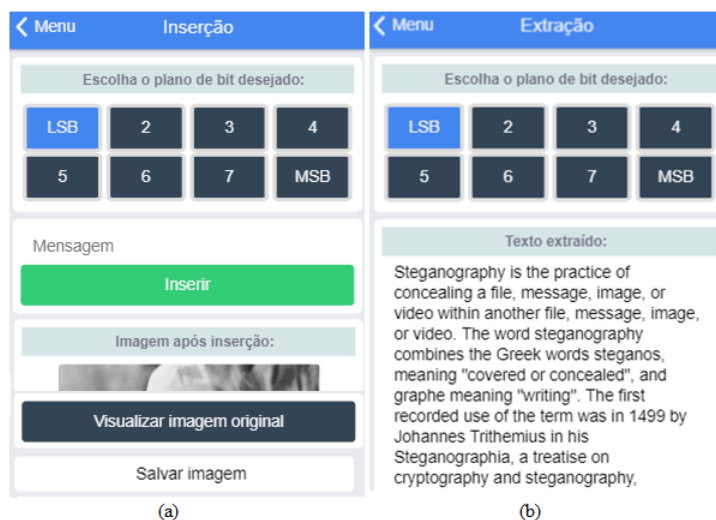 Menu Inserção
Escolha o plano de bit desejado:
LSB 2 3 4
5 6 7 MSB
Mensagem
Inserir
Imagem após inserção:
Visualizar imagem original
Salvar imagem
(a)
Menu Extração
Escolha o plano de bit desejado:
LSB 2 3 4
5 6 7 MSB
Texto extraído:
Steganography is the practice of
concealing a file, message, image, or
video within another file, message, image,
or video. The word steganography
combines the Greek words steganos,
meaning "covered or concealed", and
graphe meaning "writing". The first
recorded use of the term was in 1499 by
Johannes Trithemius in his
Steganographia, a treatise on
cryptography and steganography,
(b)